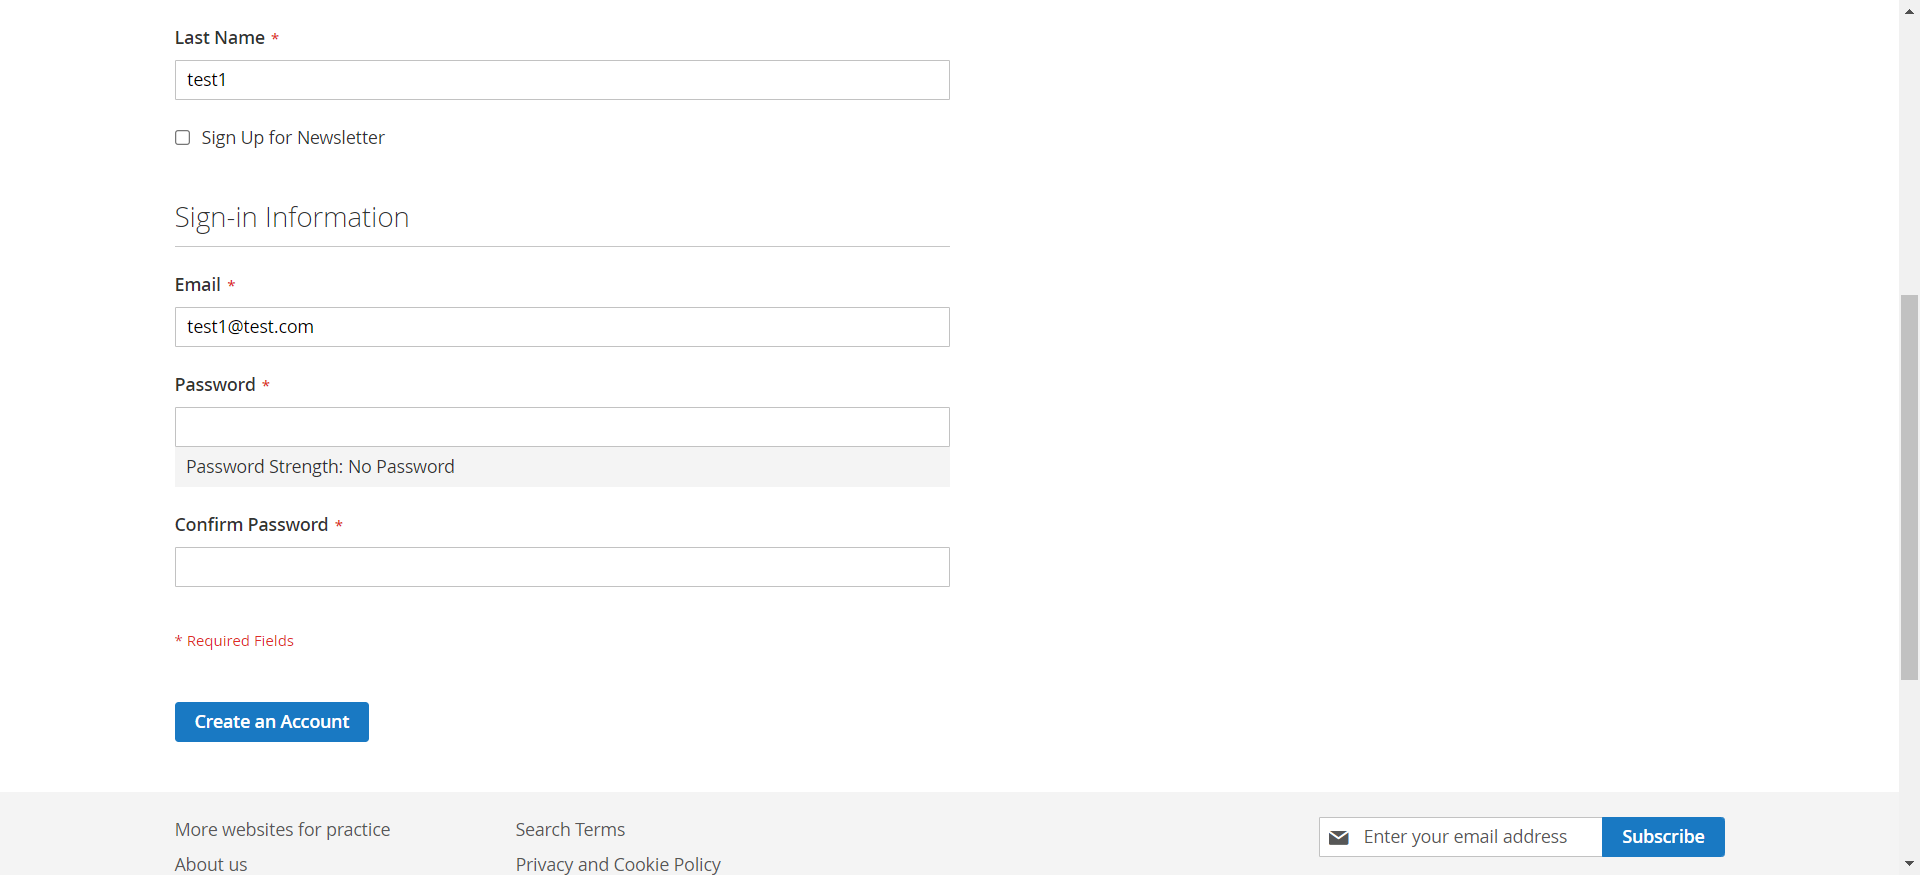 Last Name *
test1
Sign Up for Newsletter
Sign-in Information
Email *
test1@test.com
Password *
Password Strength: No Password
Confirm Password *
* Required Fields
Create an Account
More websites for practice
About us
Search Terms
Privacy and Cookie Policy
Enter your email address
Subscribe